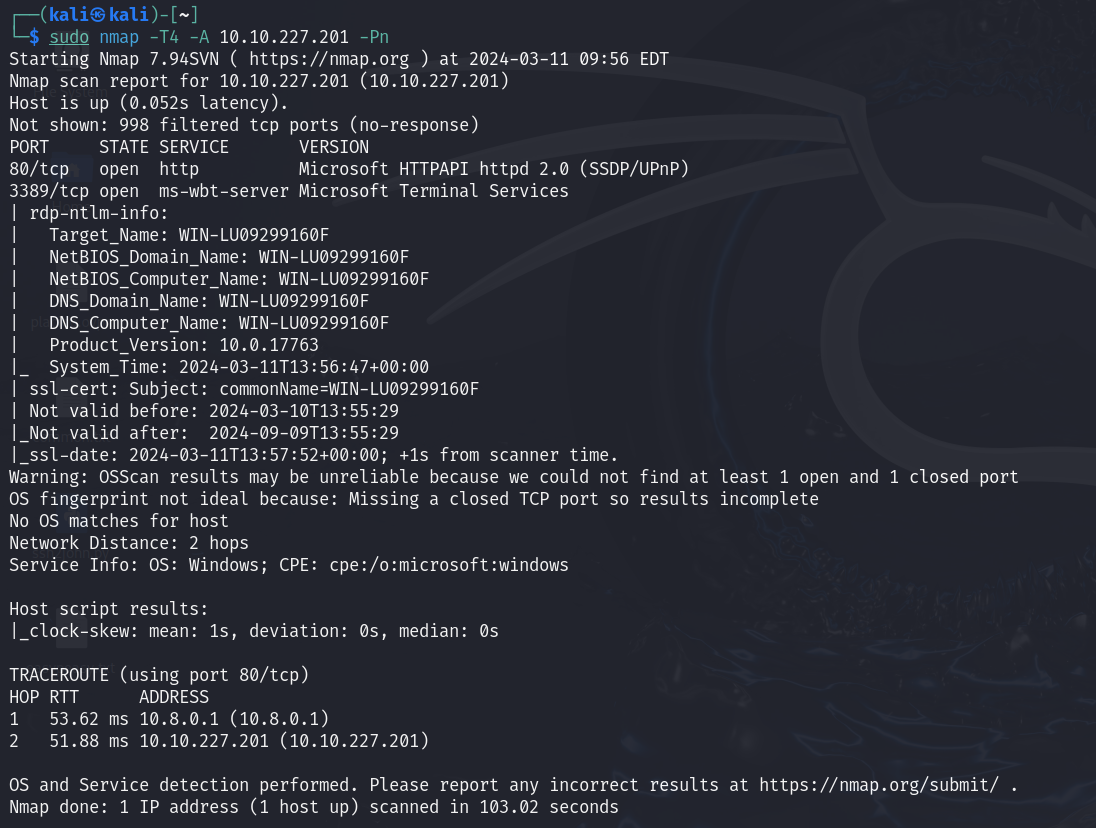 ┌──(kali㉿kali)-[~]
└─$ sudo nmap -T4 -A 10.10.227.201 -Pn
Starting Nmap 7.94SVN ( https://nmap.org ) at 2024-03-11 09:56 EDT
Nmap scan report for 10.10.227.201 (10.10.227.201)
Host is up (0.052s latency).
Not shown: 998 filtered tcp ports (no-response)
PORT     STATE SERVICE       VERSION
80/tcp   open  http          Microsoft HTTPAPI httpd 2.0 (SSDP/UPnP)
3389/tcp open  ms-wbt-server Microsoft Terminal Services
| rdp-ntlm-info:
|   Target_Name: WIN-LU09299160F
|   NetBIOS_Domain_Name: WIN-LU09299160F
|   NetBIOS_Computer_Name: WIN-LU09299160F
|   DNS_Domain_Name: WIN-LU09299160F
|   DNS_Computer_Name: WIN-LU09299160F
|   Product_Version: 10.0.17763
|_  System_Time: 2024-03-11T13:56:47+00:00
| ssl-cert: Subject: commonName=WIN-LU09299160F
| Not valid before: 2024-03-10T13:55:29
|_Not valid after:  2024-09-09T13:55:29
|_ssl-date: 2024-03-11T13:57:52+00:00; +1s from scanner time.
Warning: OSScan results may be unreliable because we could not find at least 1 open and 1 closed port
OS fingerprint not ideal because: Missing a closed TCP port so results incomplete
No OS matches for host
Network Distance: 2 hops
Service Info: OS: Windows; CPE: cpe:/o:microsoft:windows

Host script results:
|_clock-skew: mean: 1s, deviation: 0s, median: 0s

TRACEROUTE (using port 80/tcp)
HOP RTT      ADDRESS
1   53.62 ms 10.8.0.1 (10.8.0.1)
2   51.88 ms 10.10.227.201 (10.10.227.201)

OS and Service detection performed. Please report any incorrect results at https://nmap.org/submit/ .
Nmap done: 1 IP address (1 host up) scanned in 103.02 seconds